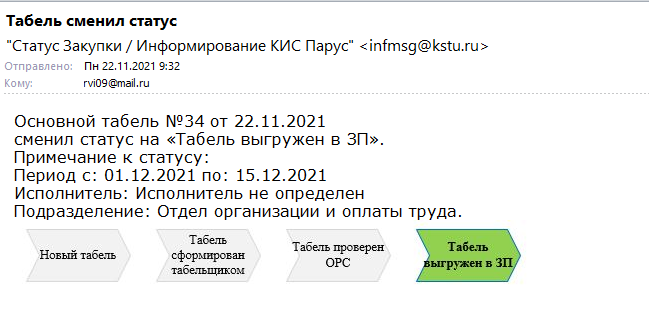 Табель сменил статус
"Статус Закупки / Информирование КИС Парус" <infmsg@kstu.ru>
Отправлено: Пн 22.11.2021 9:32
Кому: rvi09@mail.ru
Основной табель №34 от 22.11.2021
сменил статус на «Табель выгружен в ЗП».
Примечание к статусу:
Период с: 01.12.2021 по: 15.12.2021
Исполнитель: Исполнитель не определен
Подразделение: Отдел организации и оплаты труда.
Новый табель
Табель
сформирован
табельщиком
Табель проверен
ОРС
Табель
выгружен в ЗП